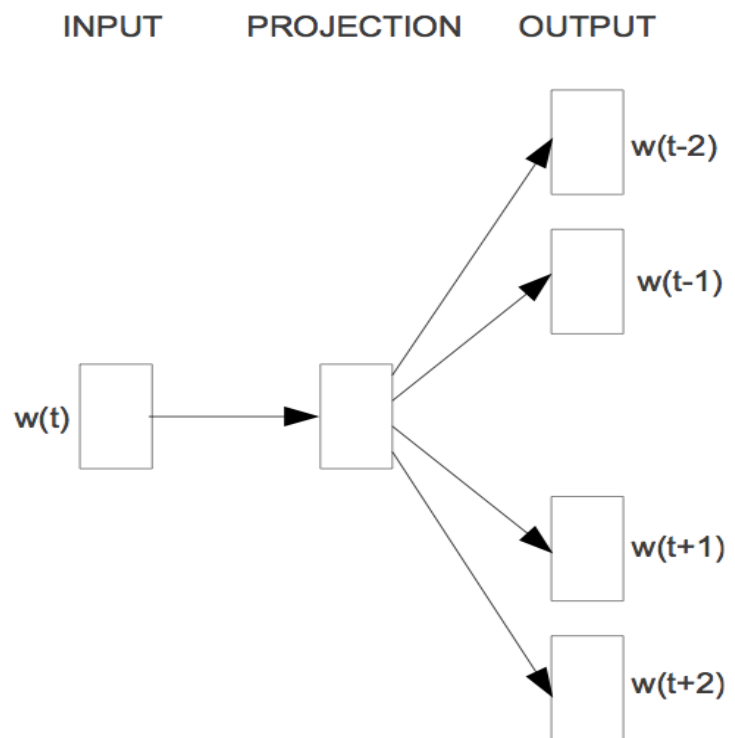 INPUT PROJECTION OUTPUT
w(t-2)
w(t-1)
w(t)
w(t+1)
w(t+2)